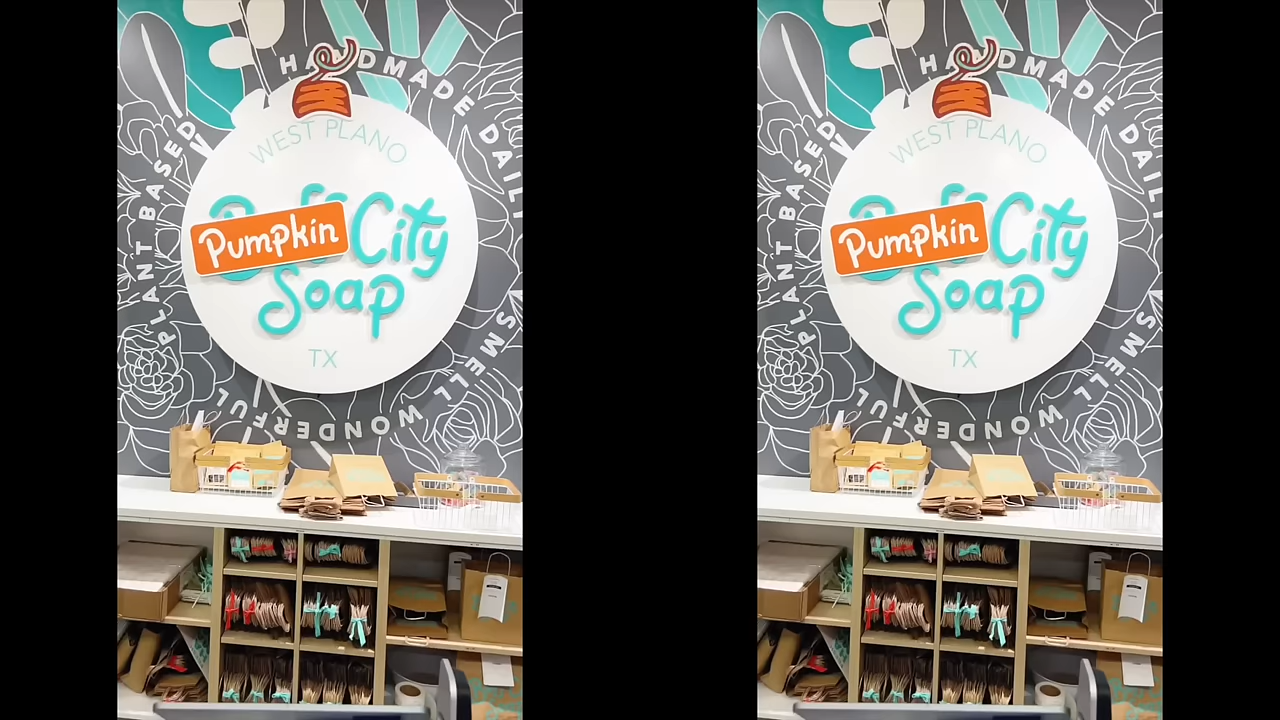 HANDMADE DAILY
PLANT BASED
WEST PLANO
Pumpkin City
Soap
TX
SMELL WONDERFUL
HANDMADE DAILY
PLANT BASED
WEST PLANO
Pumpkin City
Soap
TX
SMELL WONDERFUL